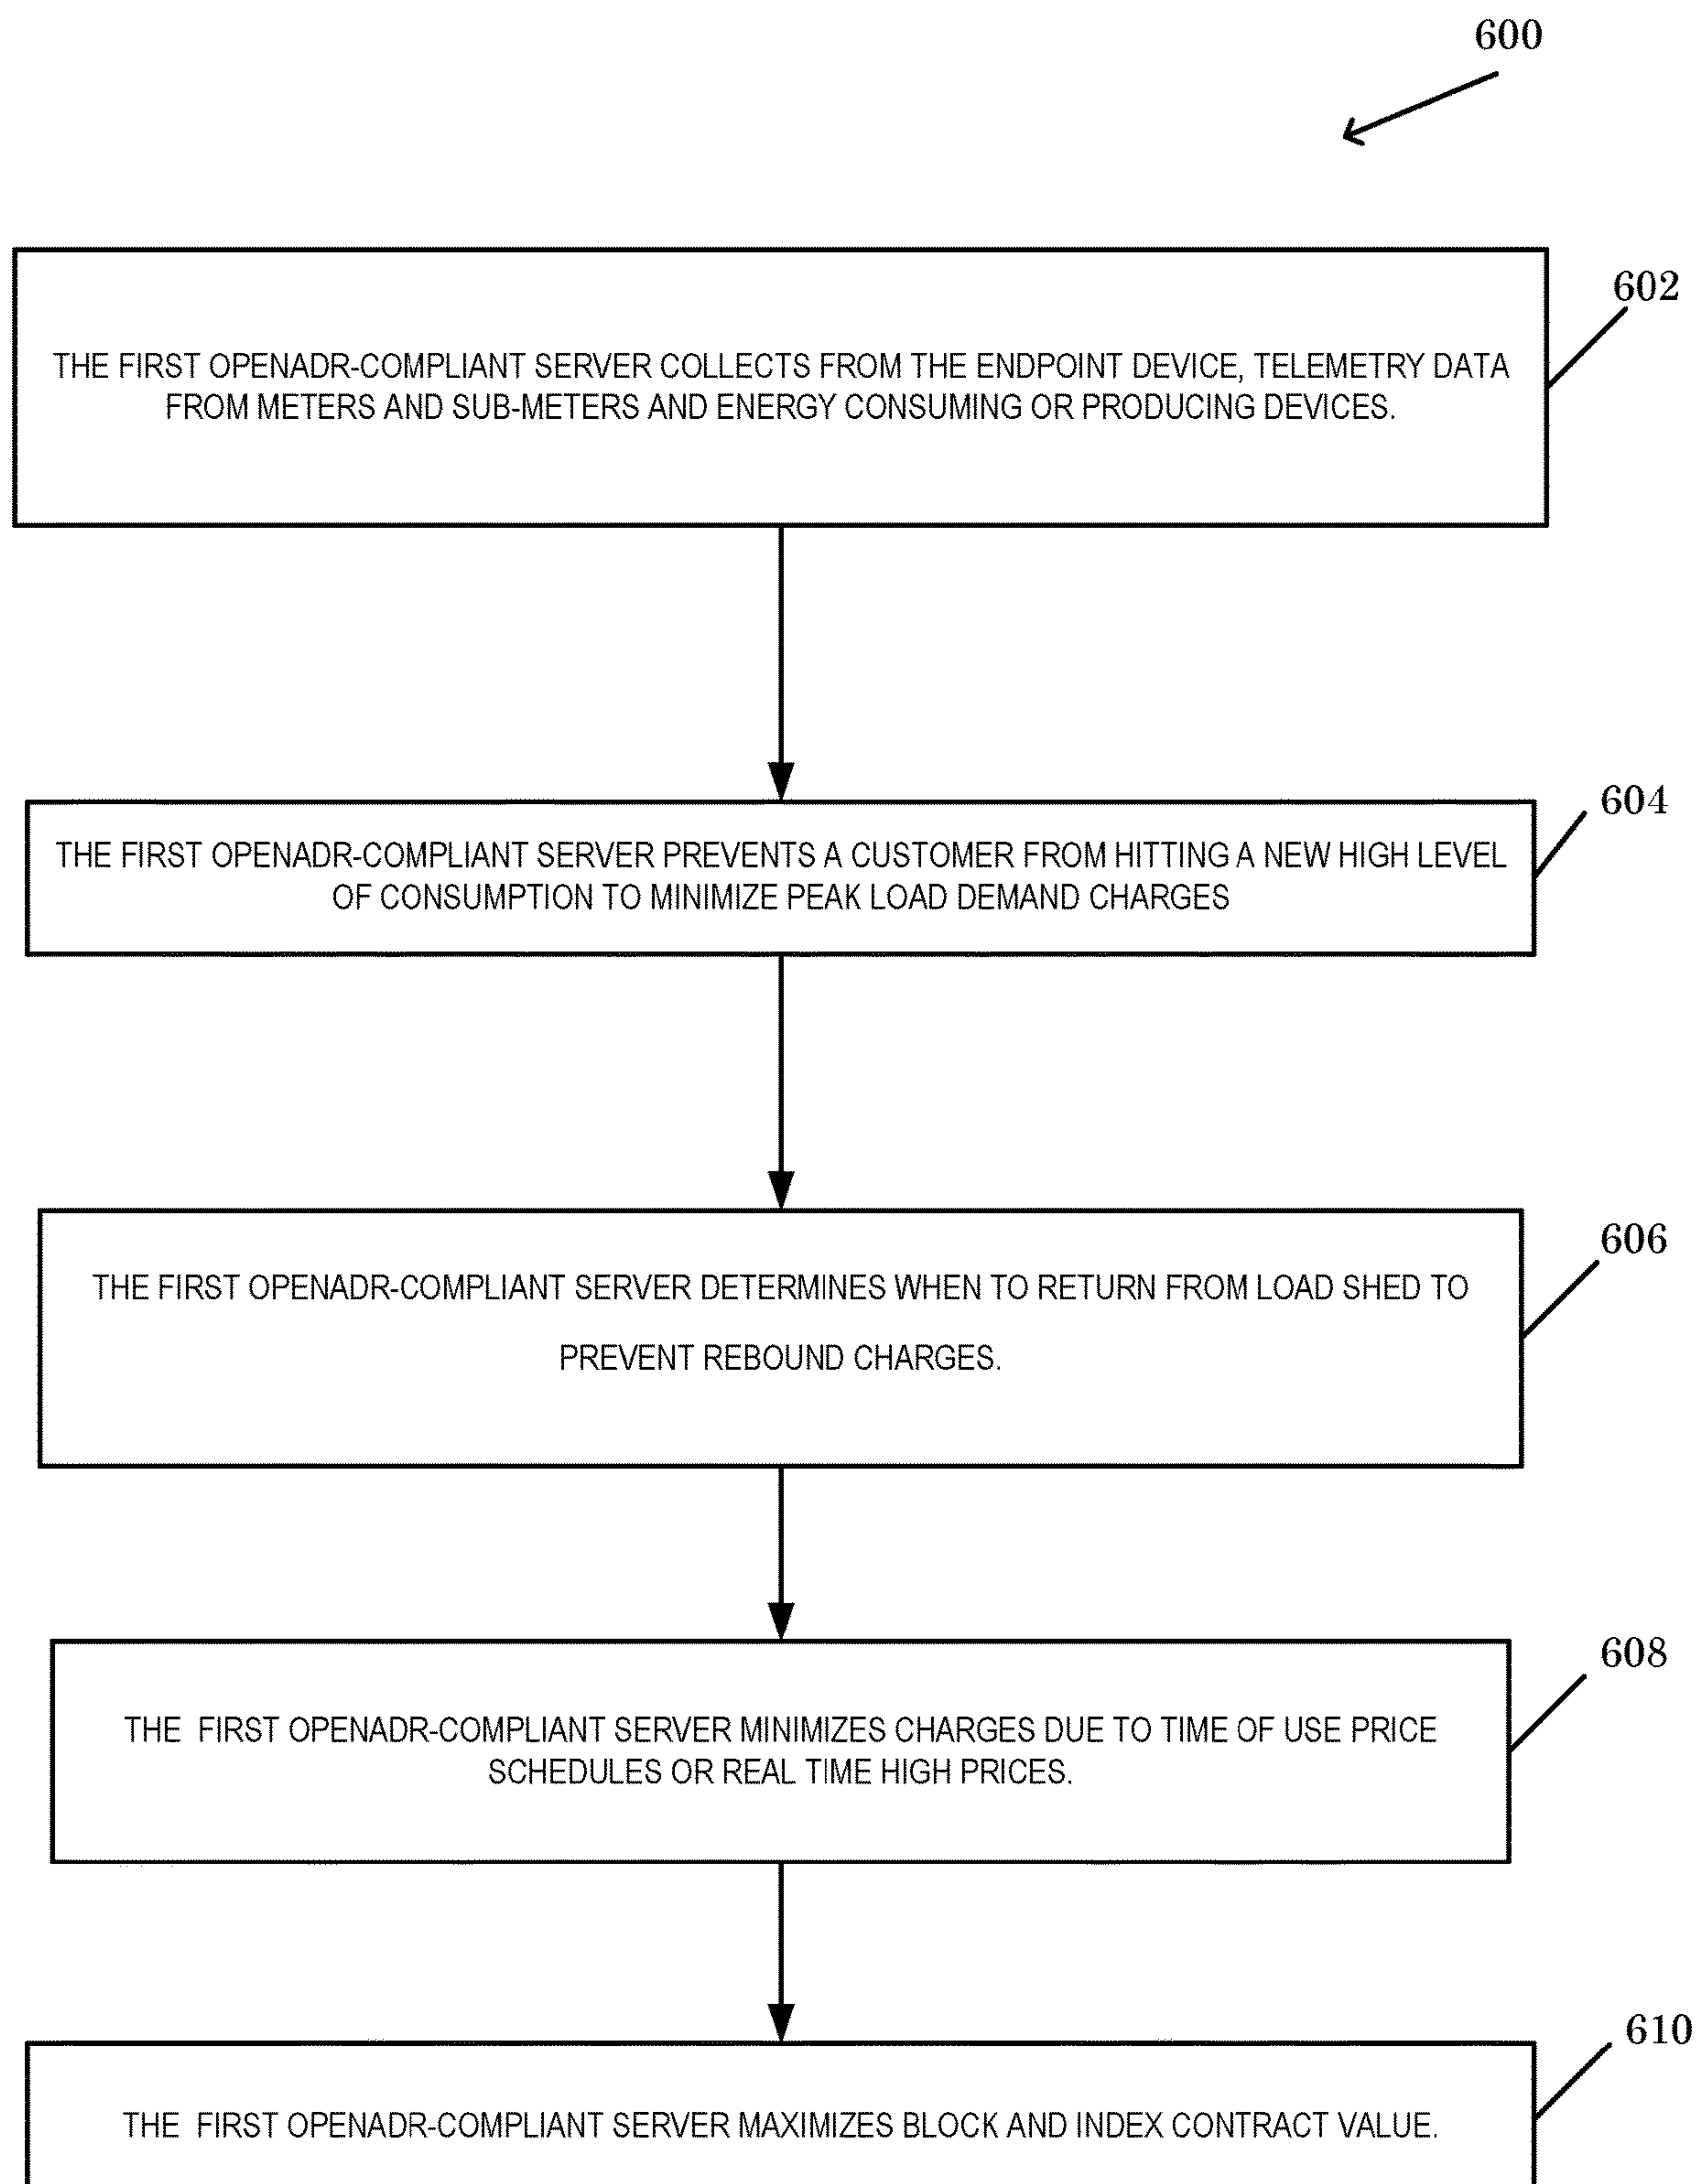 600
602
THE FIRST OPENADR-COMPLIANT SERVER COLLECTS FROM THE ENDPOINT DEVICE, TELEMETRY DATA
FROM METERS AND SUB-METERS AND ENERGY CONSUMING OR PRODUCING DEVICES.
604
THE FIRST OPENADR-COMPLIANT SERVER PREVENTS A CUSTOMER FROM HITTING A NEW HIGH LEVEL
OF CONSUMPTION TO MINIMIZE PEAK LOAD DEMAND CHARGES
606
THE FIRST OPENADR-COMPLIANT SERVER DETERMINES WHEN TO RETURN FROM LOAD SHED TO
PREVENT REBOUND CHARGES.
608
THE FIRST OPENADR-COMPLIANT SERVER MINIMIZES CHARGES DUE TO TIME OF USE PRICE
SCHEDULES OR REAL TIME HIGH PRICES.
610
THE FIRST OPENADR-COMPLIANT SERVER MAXIMIZES BLOCK AND INDEX CONTRACT VALUE.